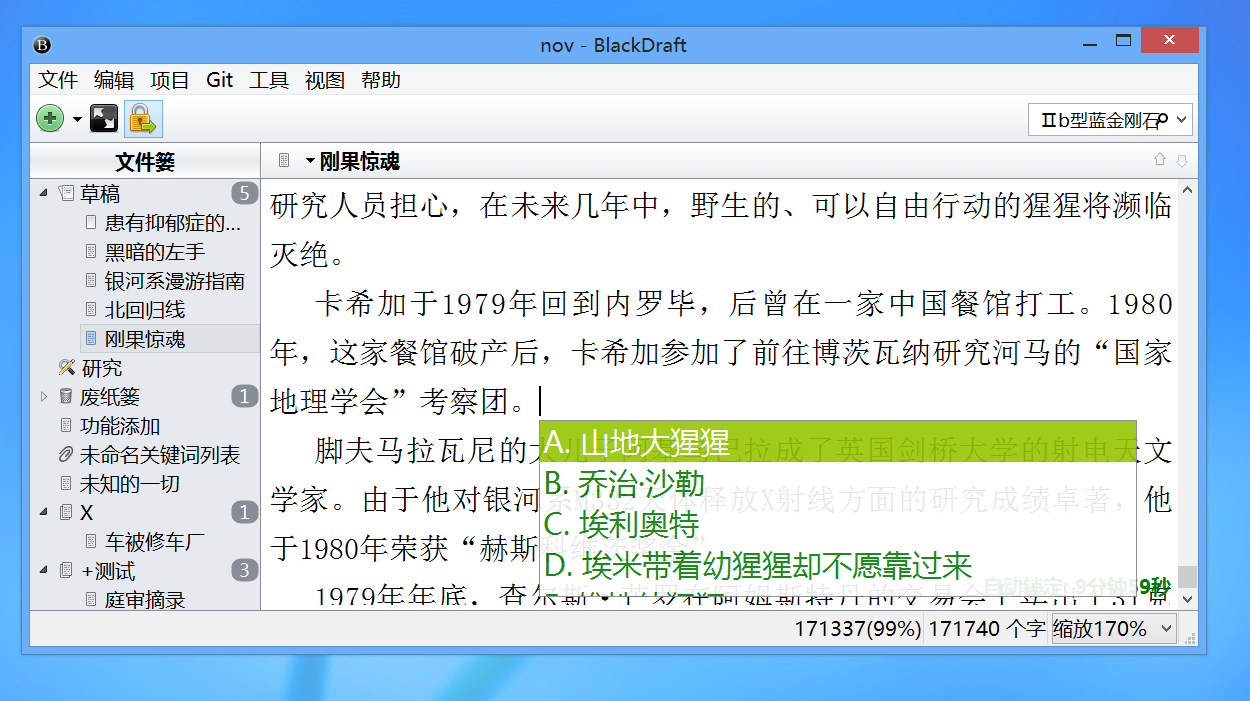 nov - BlackDraft
文件 编辑 项目 Git 工具 视图 帮助
Ⅱb型蓝金刚石
文件篓
刚果惊魂
草稿 5
患有抑郁症的...
黑暗的左手
银河系漫游指南
北回归线
刚果惊魂
研究
废纸篓 1
功能添加
未命名关键词列表
未知的一切
X 1
车被修车厂
+测试 3
庭审摘录
研究人员担心，在未来几年中，野生的、可以自由行动的猩猩将濒临
灭绝。
卡希加于1979年回到内罗毕，后曾在一家中国餐馆打工。1980
年，这家餐馆破产后，卡希加参加了前往博茨瓦纳研究河马的“国家
地理学会”考察团。
脚夫马拉瓦尼的大儿 巴拉成了英国剑桥大学的射电天文
学家。由于他对银河 体释放X射线方面的研究成绩卓著，他
于1980年荣获“赫斯
1979年年底，查尔斯
A. 山地大猩猩
B. 乔治·沙勒
C. 埃利奥特
D. 埃米带着幼猩猩却不愿靠过来
自动锁定: 9分钟59秒
171337(99%) 171740 个字 缩放170%